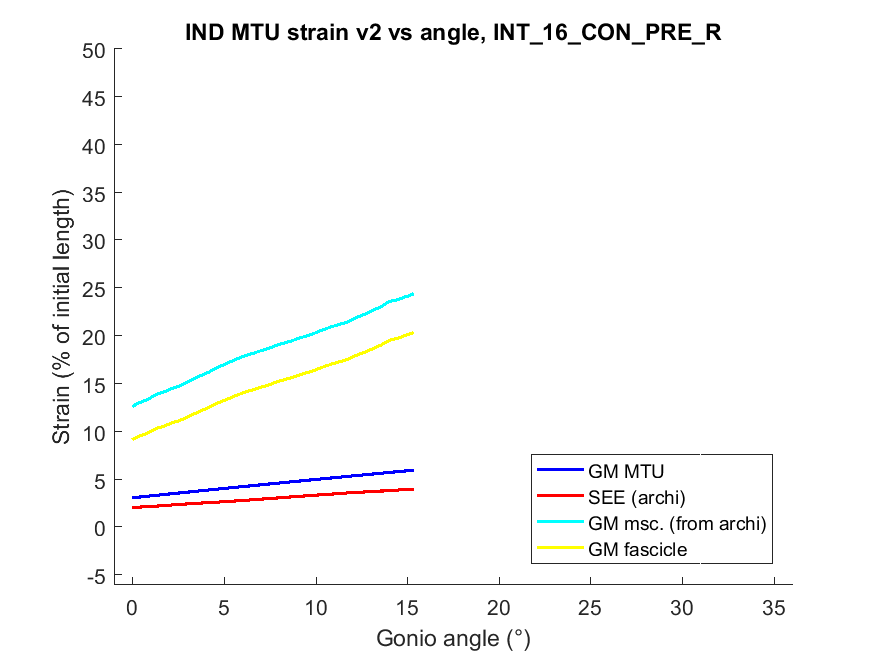 IND MTU strain v2 vs angle, INT_16_CON_PRE_R
Strain (% of initial length)
50
45
40
35
30
25
20
15
10
5
0
-5
GM MTU
SEE (archi)
GM msc. (from archi)
GM fascicle
0 5 10 15 20 25 30 35
Gonio angle (°)